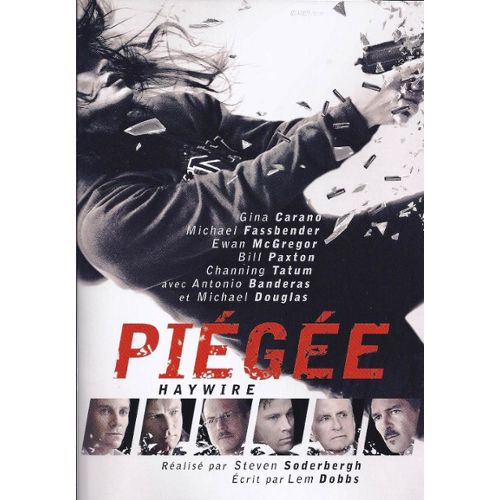 Gina Carano
Michael Fassbender
Ewan McGregor
Bill Paxton
Channing Tatum
avec Antonio Banderas
et Michael Douglas
PIÉGÉE
HAYWIRE
Réalisé par Steven Soderbergh
Écrit par Lem Dobbs